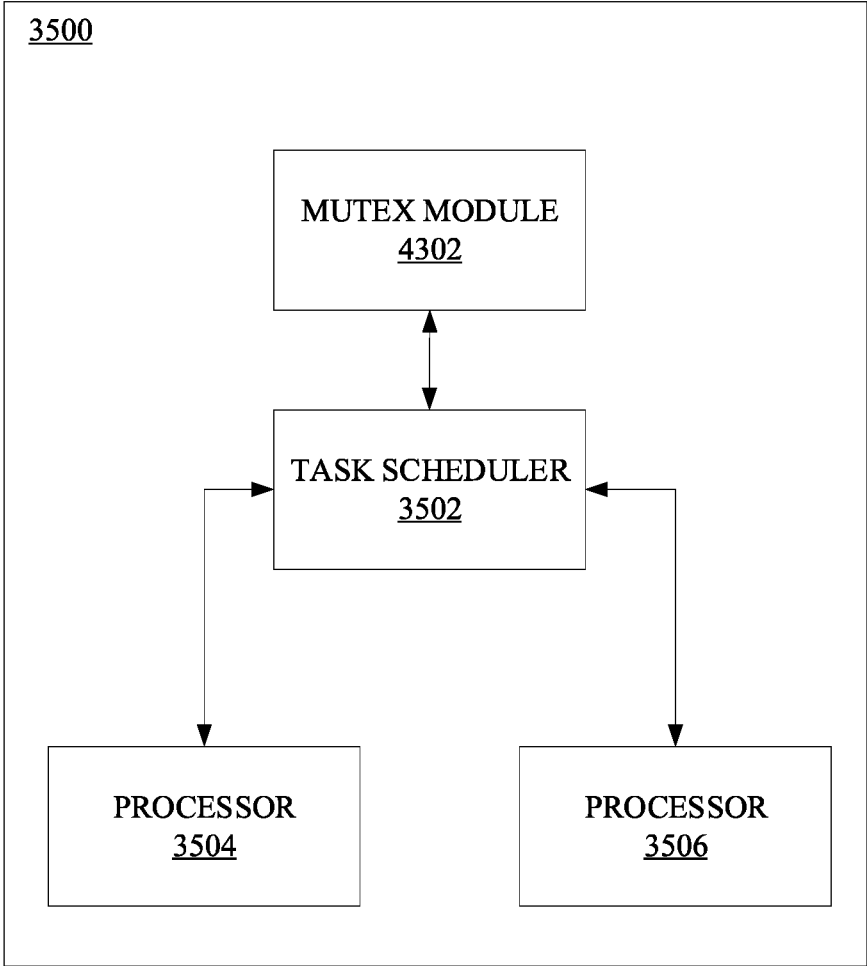 3500
MUTEX MODULE
4302
TASK SCHEDULER
3502
PROCESSOR
3504
PROCESSOR
3506